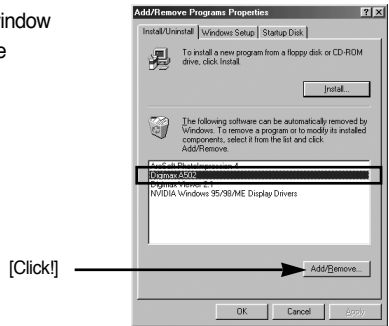 indow
e
Add/Remove Programs Properties
Install/Uninstall Windows Setup Startup Disk
To install a new program from a floppy disk or CD-ROM
drive, click Install.
Install...
The following software can be automatically removed by
Windows. To remove a program or to modify its installed
components, select it from the list and click
Add/Remove.
ArcSoft PhotoImpression 4
Digimax A502
Digimax Viewer 2.1
NVIDIA Windows 95/98/ME Display Drivers
[Click!]
Add/Remove...
OK Cancel Apply